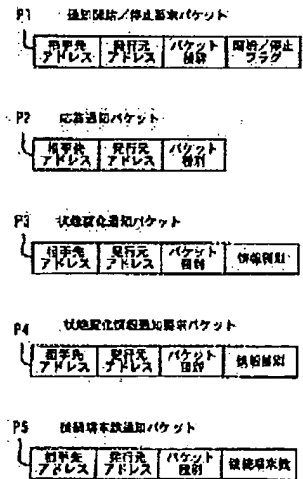 P1 通知開始／停止要求パケット
相手先 発行元 パケット 開始／停止
アドレス アドレス 種別 フラグ
P2 応答通知パケット
相手先 発行元 パケット
アドレス アドレス 種別
P3 状態変化通知パケット
相手先 発行元 パケット 情報種別
アドレス アドレス 種別
P4 状態変化情報通知要求パケット
相手先 発行元 パケット 情報種別
アドレス アドレス 種別
P5 接続端末数通知パケット
相手先 発行元 パケット 接続端末数
アドレス アドレス 種別